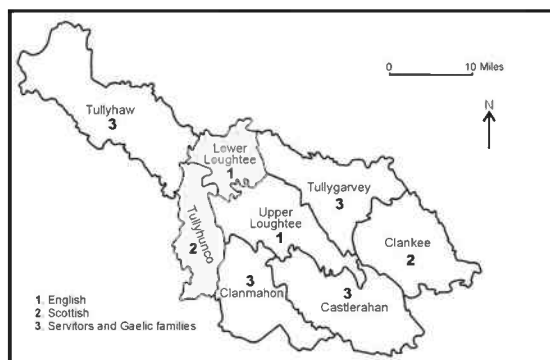 0 10 Miles
N
Tullyhaw
3
Lower
Loughtee
1
Tullygarvey
3
Tullyhunco
2
Upper
Loughtee
1
Clankee
2
3
Clanmahon
3
Castlerahan
1. English
2. Scottish
3. Servitors and Gaelic families